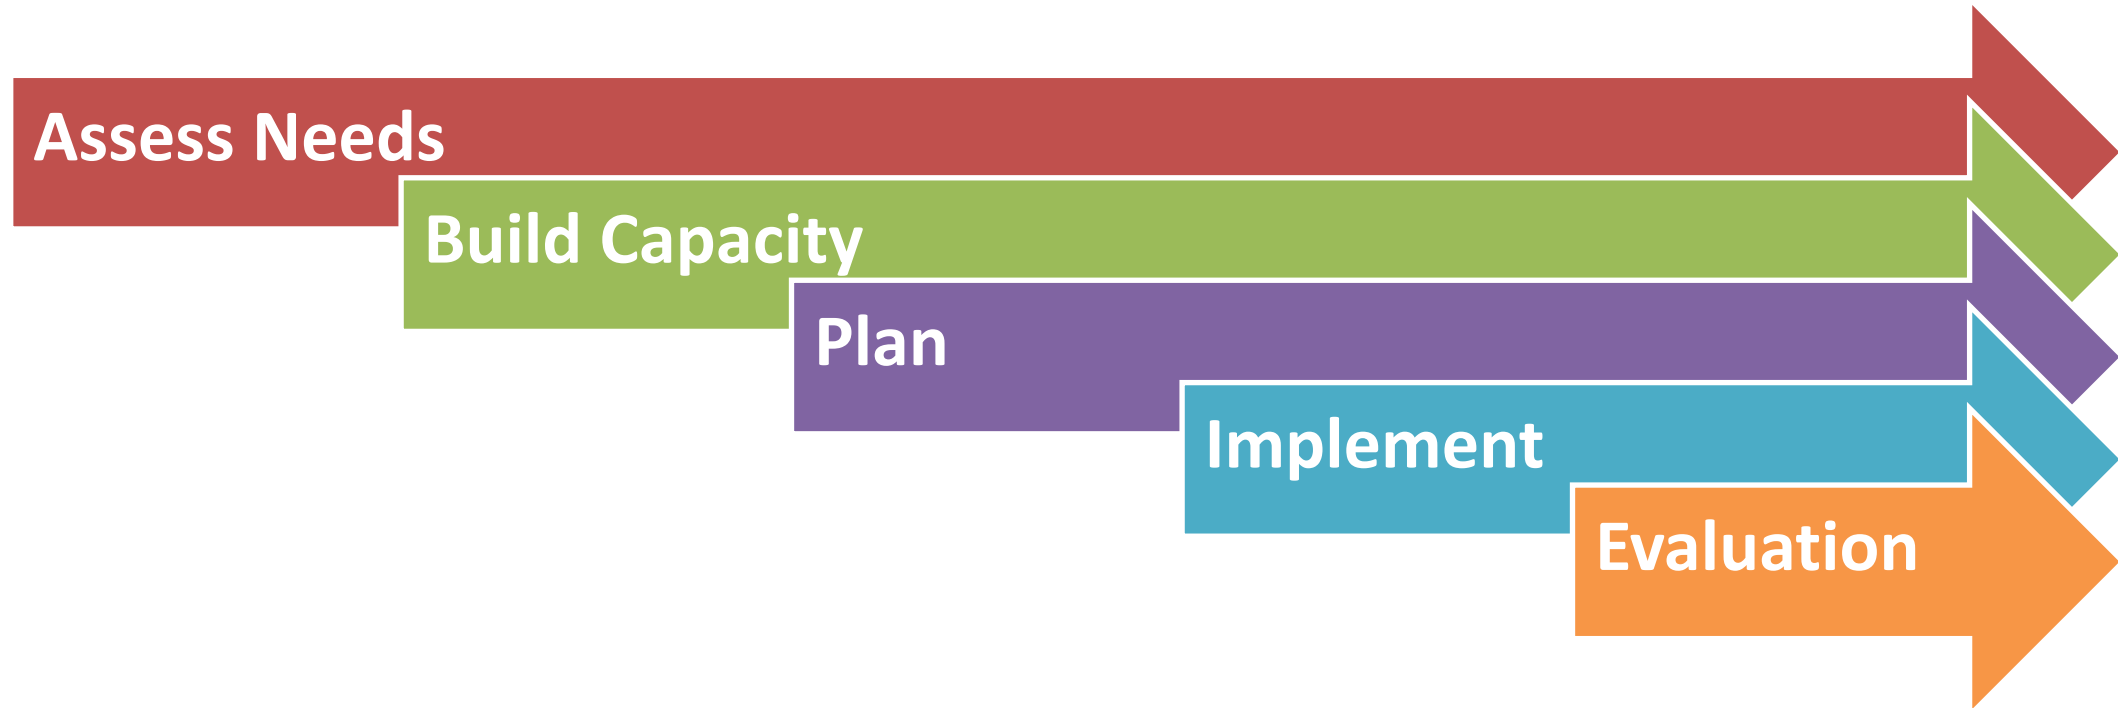 Assess Needs
Build Capacity
Plan
Implement
Evaluation